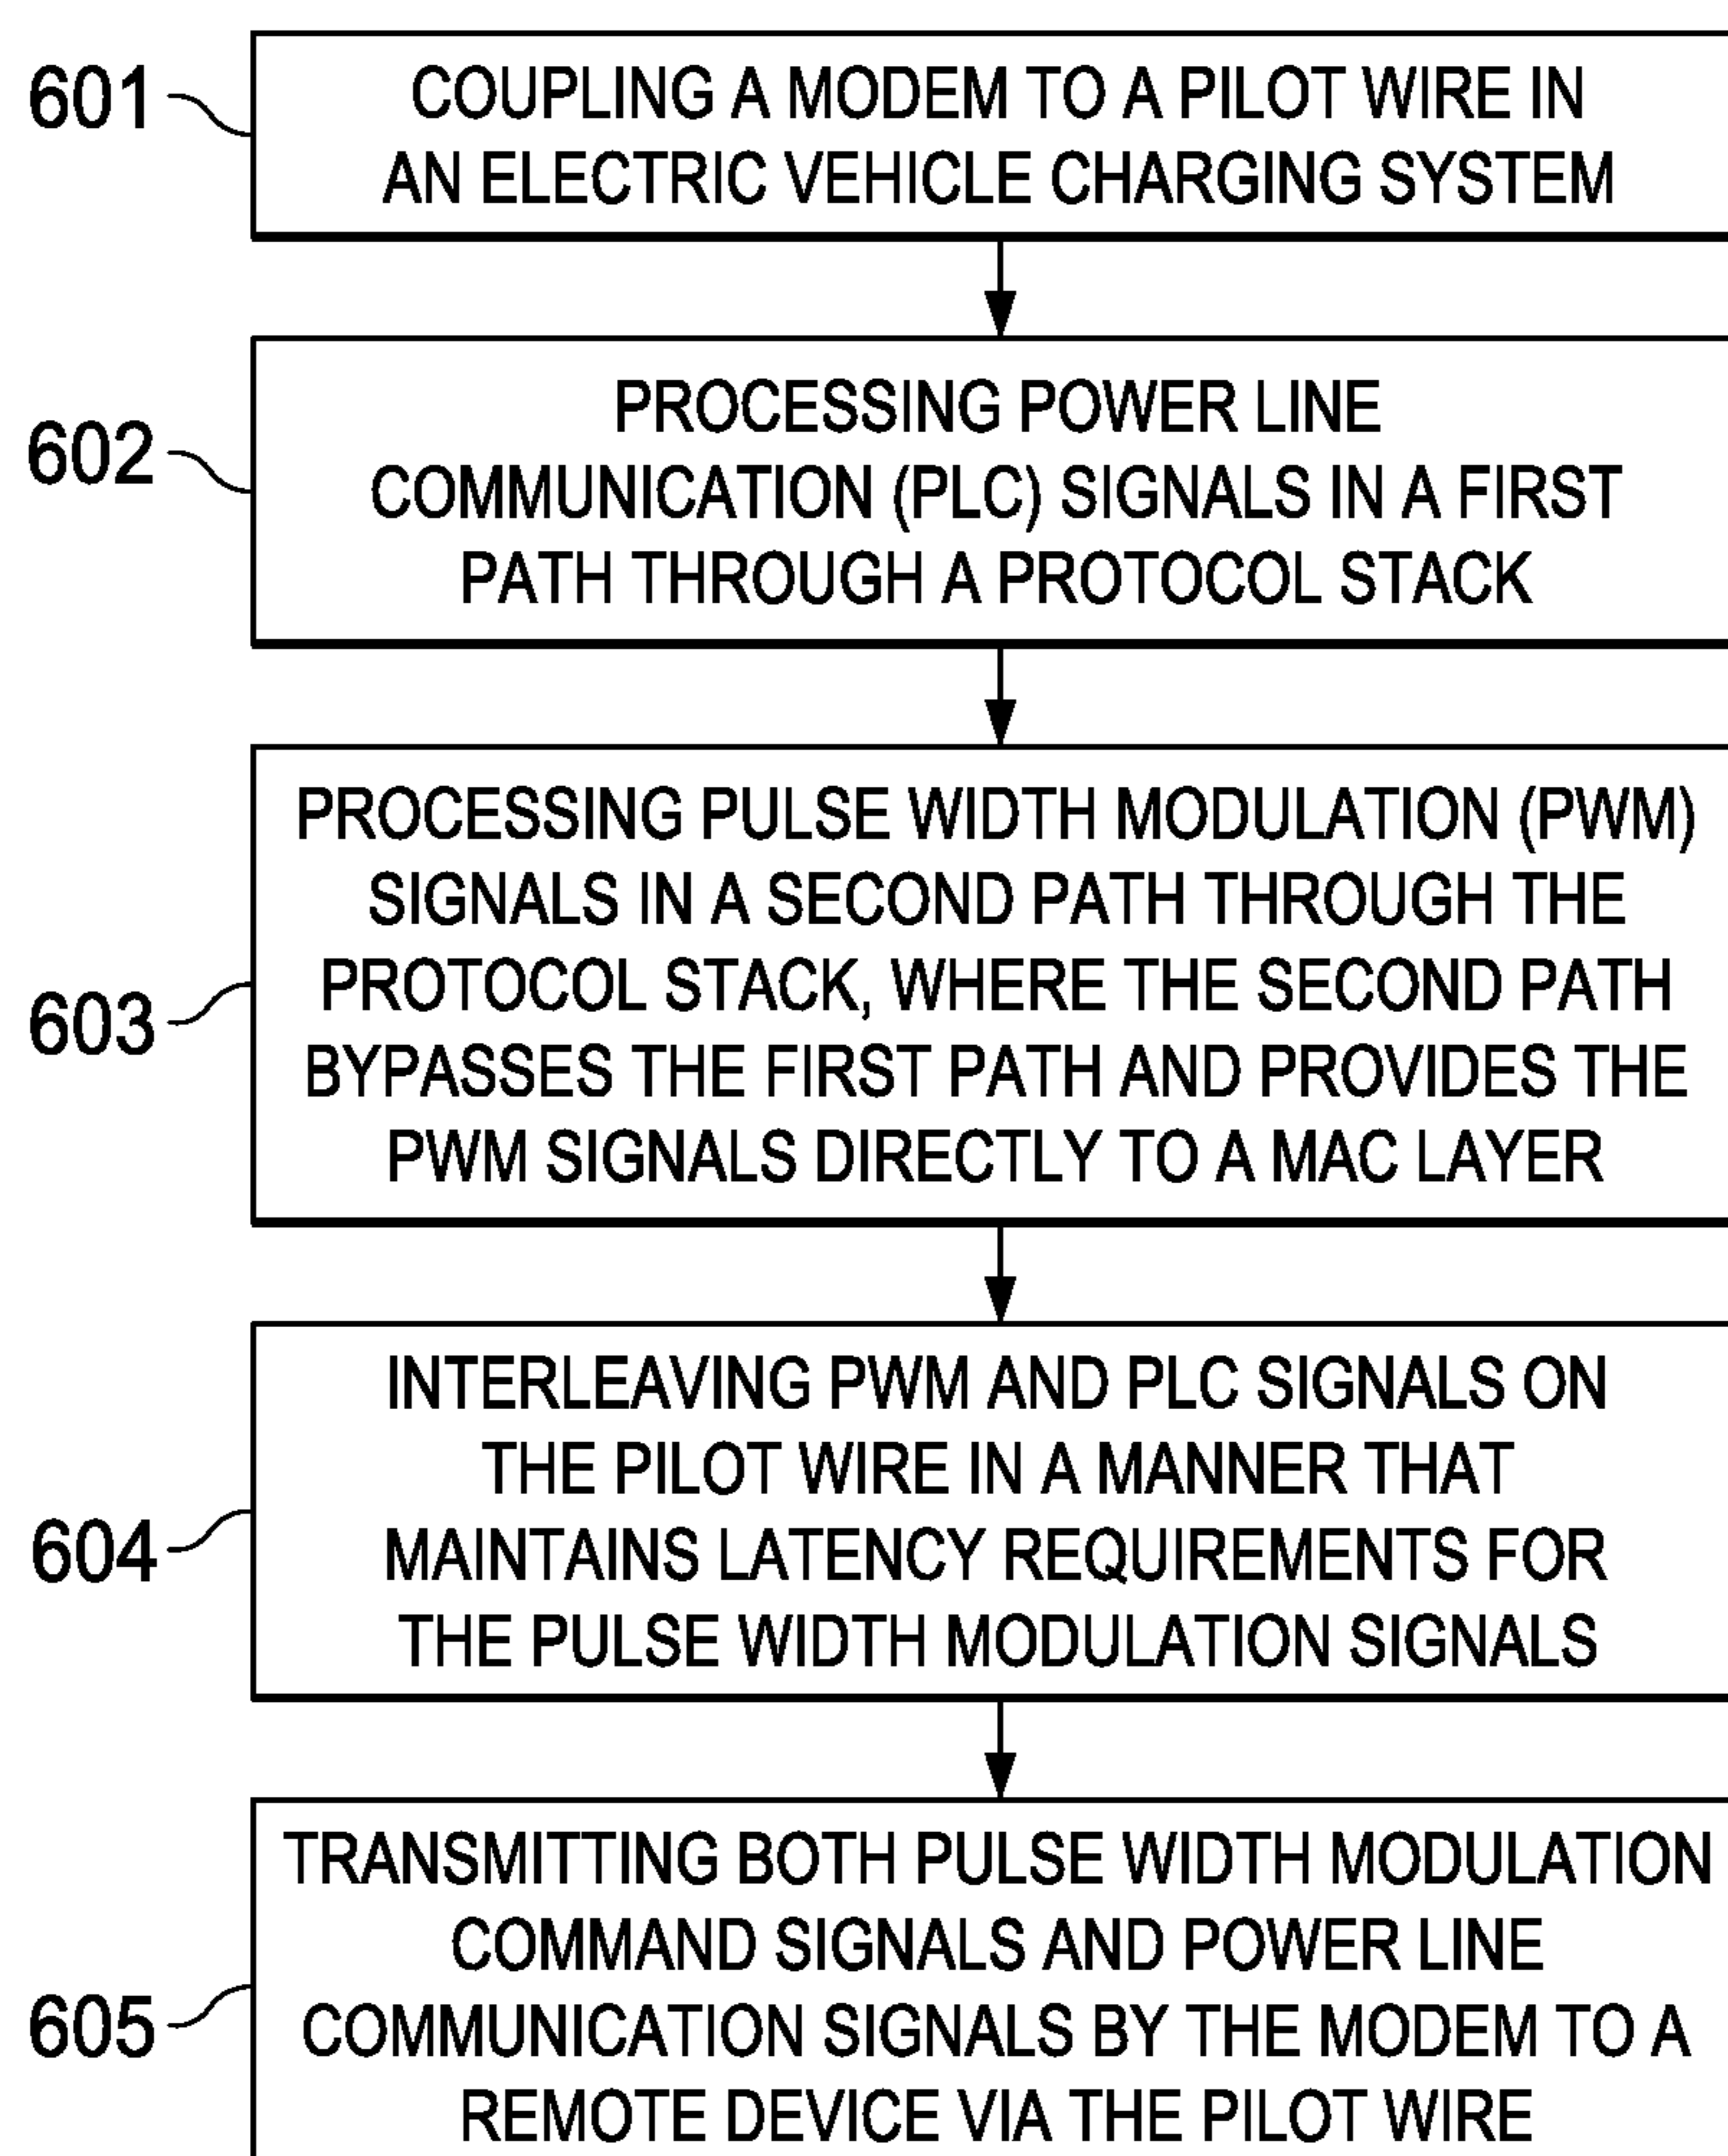 601
COUPLING A MODEM TO A PILOT WIRE IN
AN ELECTRIC VEHICLE CHARGING SYSTEM
602
PROCESSING POWER LINE
COMMUNICATION (PLC) SIGNALS IN A FIRST
PATH THROUGH A PROTOCOL STACK
603
PROCESSING PULSE WIDTH MODULATION (PWM)
SIGNALS IN A SECOND PATH THROUGH THE
PROTOCOL STACK, WHERE THE SECOND PATH
BYPASSES THE FIRST PATH AND PROVIDES THE
PWM SIGNALS DIRECTLY TO A MAC LAYER
604
INTERLEAVING PWM AND PLC SIGNALS ON
THE PILOT WIRE IN A MANNER THAT
MAINTAINS LATENCY REQUIREMENTS FOR
THE PULSE WIDTH MODULATION SIGNALS
605
TRANSMITTING BOTH PULSE WIDTH MODULATION
COMMAND SIGNALS AND POWER LINE
COMMUNICATION SIGNALS BY THE MODEM TO A
REMOTE DEVICE VIA THE PILOT WIRE